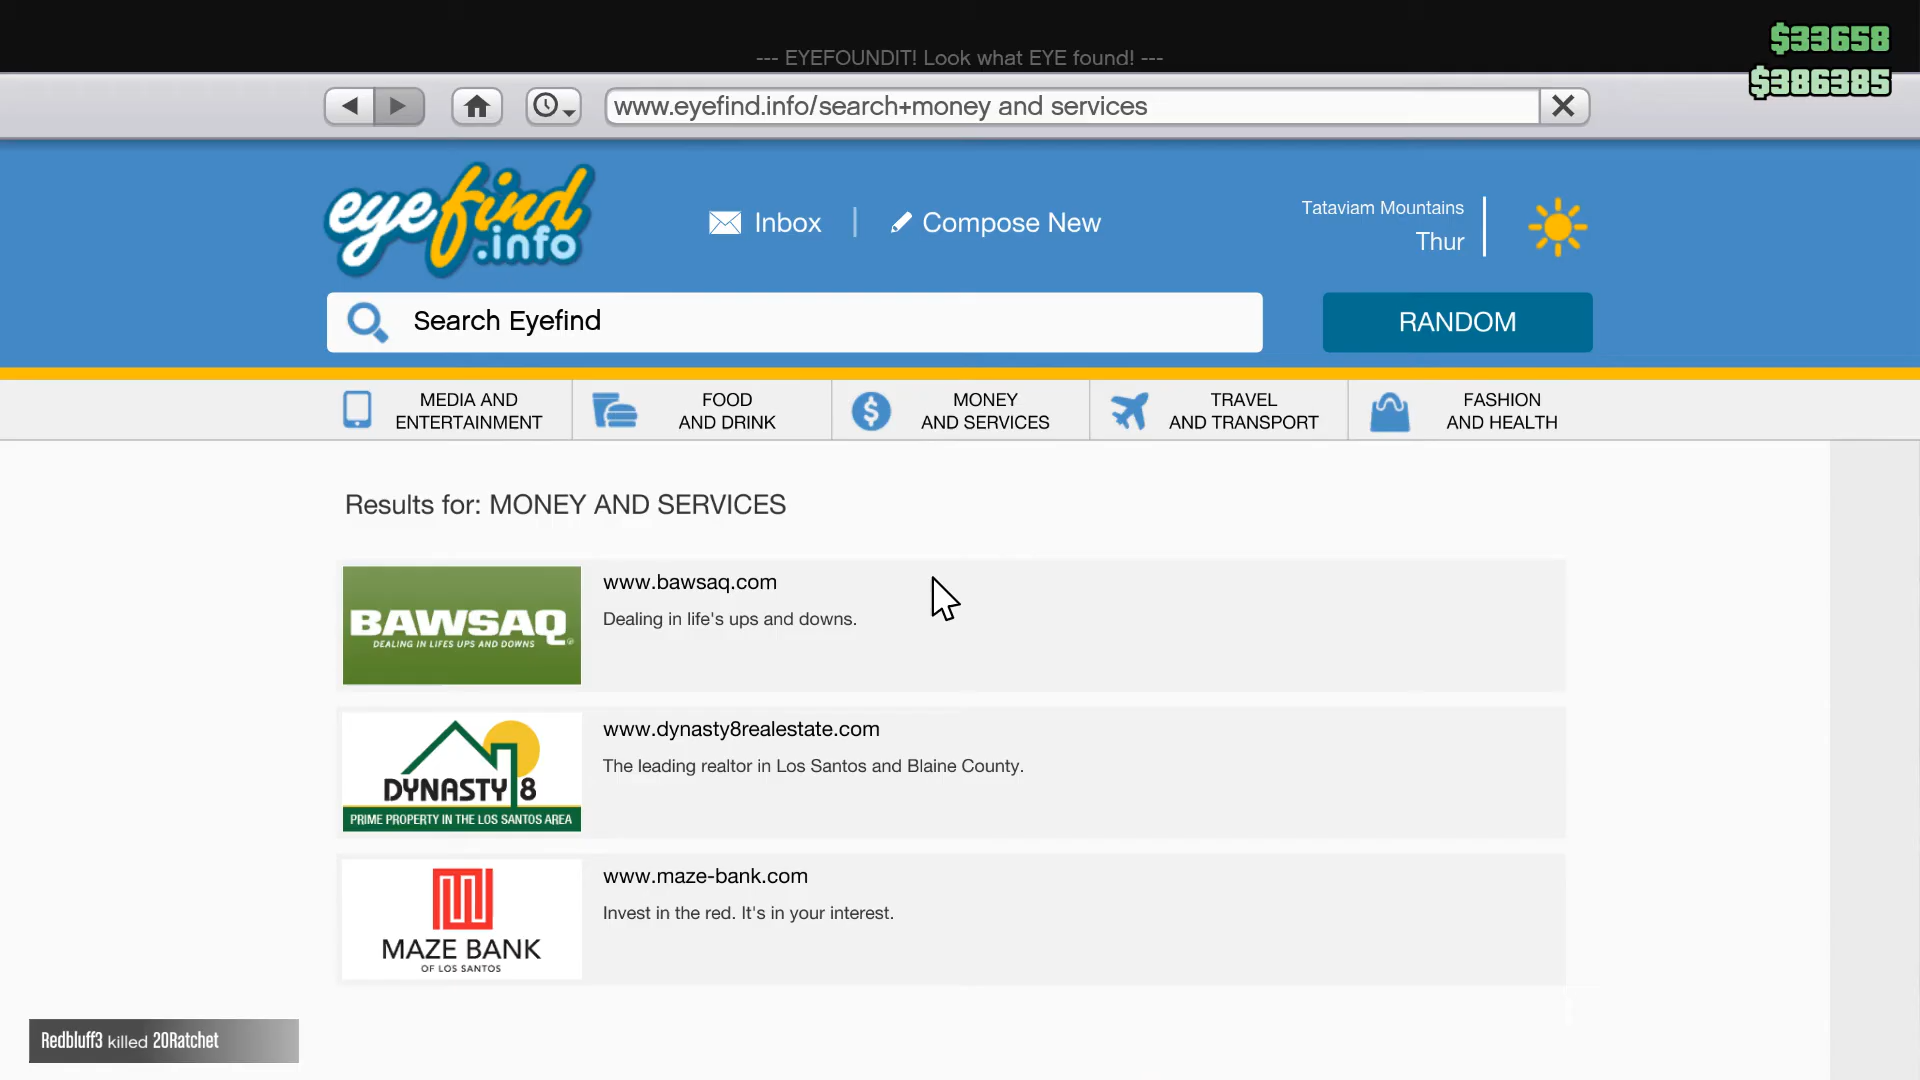 $33658
--- EYEFOUNDIT! Look what EYE found! ---
$386385
www.eyefind.info/search+money and services
eyefind
.info
Inbox
Compose New
Tataviam Mountains
Thur
Search Eyefind
RANDOM
MEDIA AND
ENTERTAINMENT
FOOD
AND DRINK
MONEY
AND SERVICES
TRAVEL
AND TRANSPORT
FASHION
AND HEALTH
Results for: MONEY AND SERVICES
BAWSAQ
DEALING IN LIFES UPS AND DOWNS
www.bawsaq.com
Dealing in life's ups and downs.
DYNASTY 8
PRIME PROPERTY IN THE LOS SANTOS AREA
www.dynasty8realestate.com
The leading realtor in Los Santos and Blaine County.
MAZE BANK
OF LOS SANTOS
www.maze-bank.com
Invest in the red. It's in your interest.
Redbluff3 killed 20Ratchet